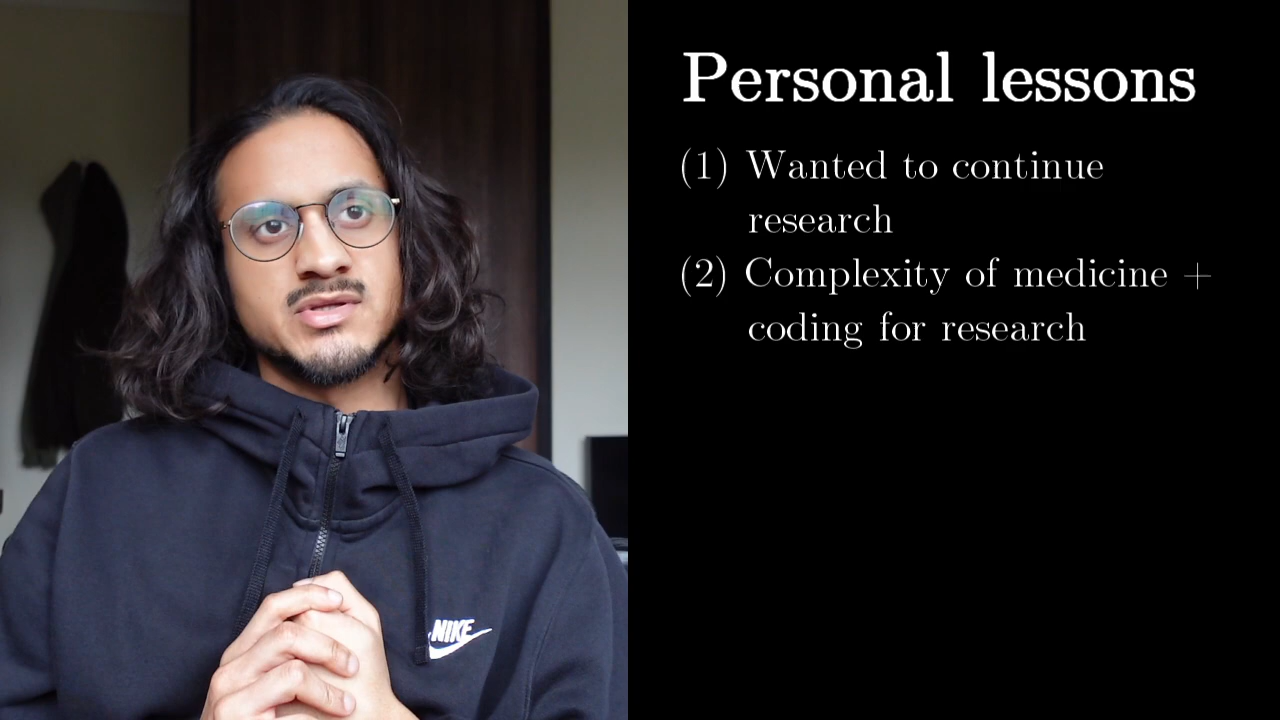 Personal lessons
(1) Wanted to continue
research
(2) Complexity of medicine +
coding for research
NIKE